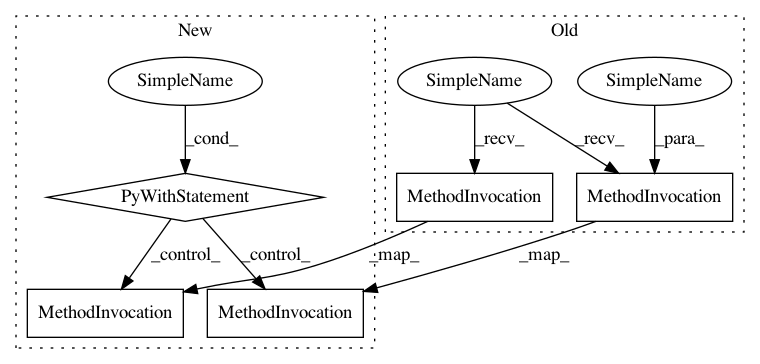 New
Old
SimpleName
SimpleName
SimpleName
_cond_
_recv_
_recv_
_para_
PyWithStatement
MethodInvocation
MethodInvocation
_control_
_control_
_map_
_map_
MethodInvocation
MethodInvocation